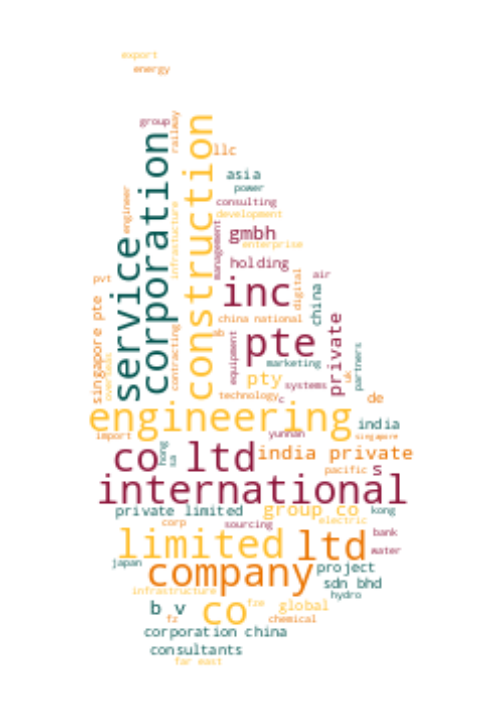 export
energy
group
railway
corporation
construction
llc
asia
power
engineer
service
infrastucture
consulting
development
management
gmbh
enterprise
holding
pvt
inc
digital
air
china
singapore pte
overseas
contracting
china national
ab
equipment
pte
private
partners
marketing
uk
pty
systems
technology
c
de
engineering
india
import
hong
sa
yunnan
singapore
co ltd
india private
pacific
s
international
private limited
group co
kong
corp
sourcing
electric
bank
limited
ltd
water
japan
company
project
sdn bhd
infrastructure
hydro
b v
co
fze
global
fz
chemical
corporation china
consultants
far east